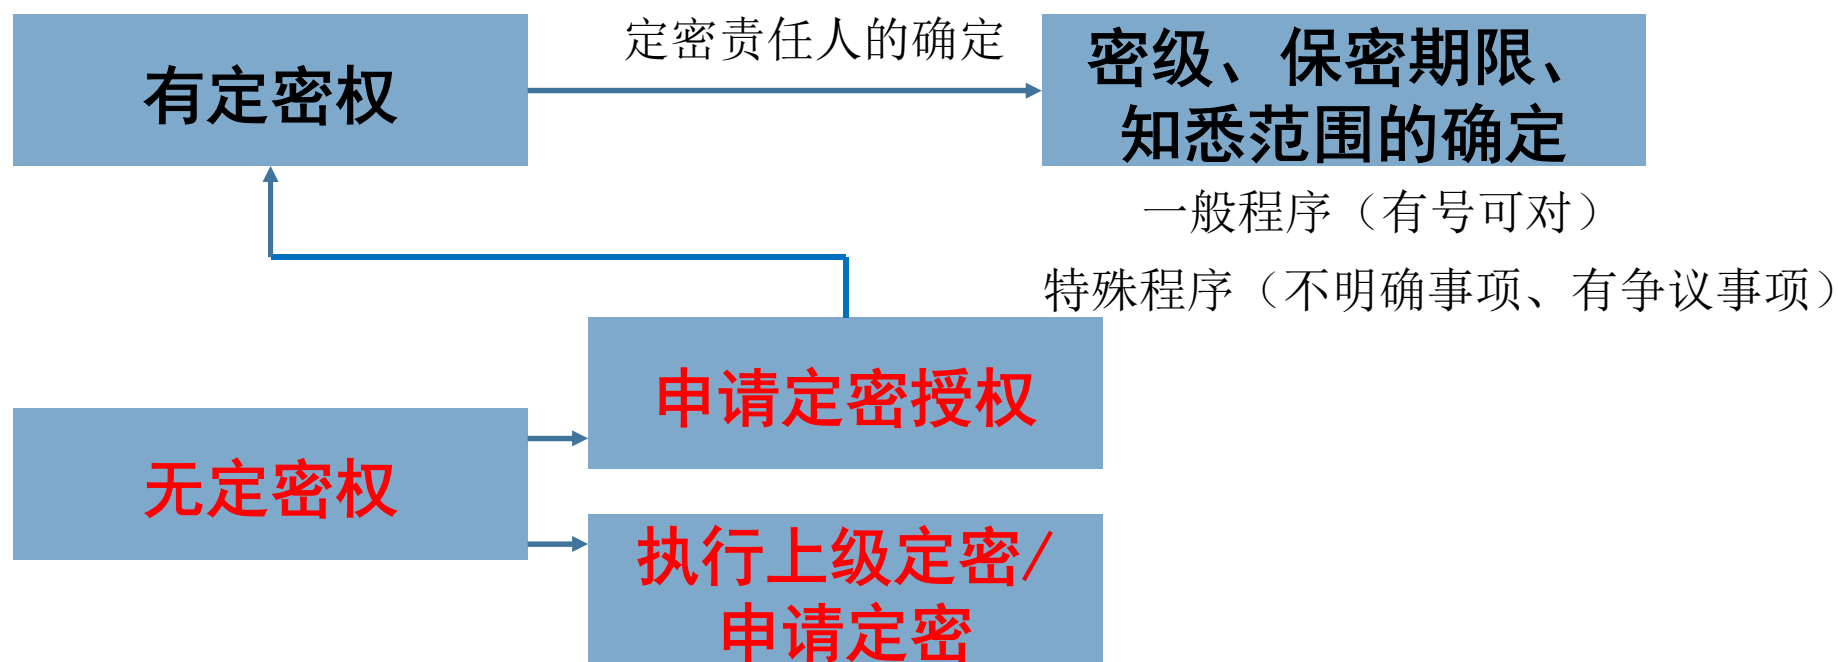 定密责任人的确定
有定密权
密级、保密期限、
知悉范围的确定
一般程序（有号可对）
特殊程序（不明确事项、有争议事项）
申请定密授权
无定密权
执行上级定密/
申请定密